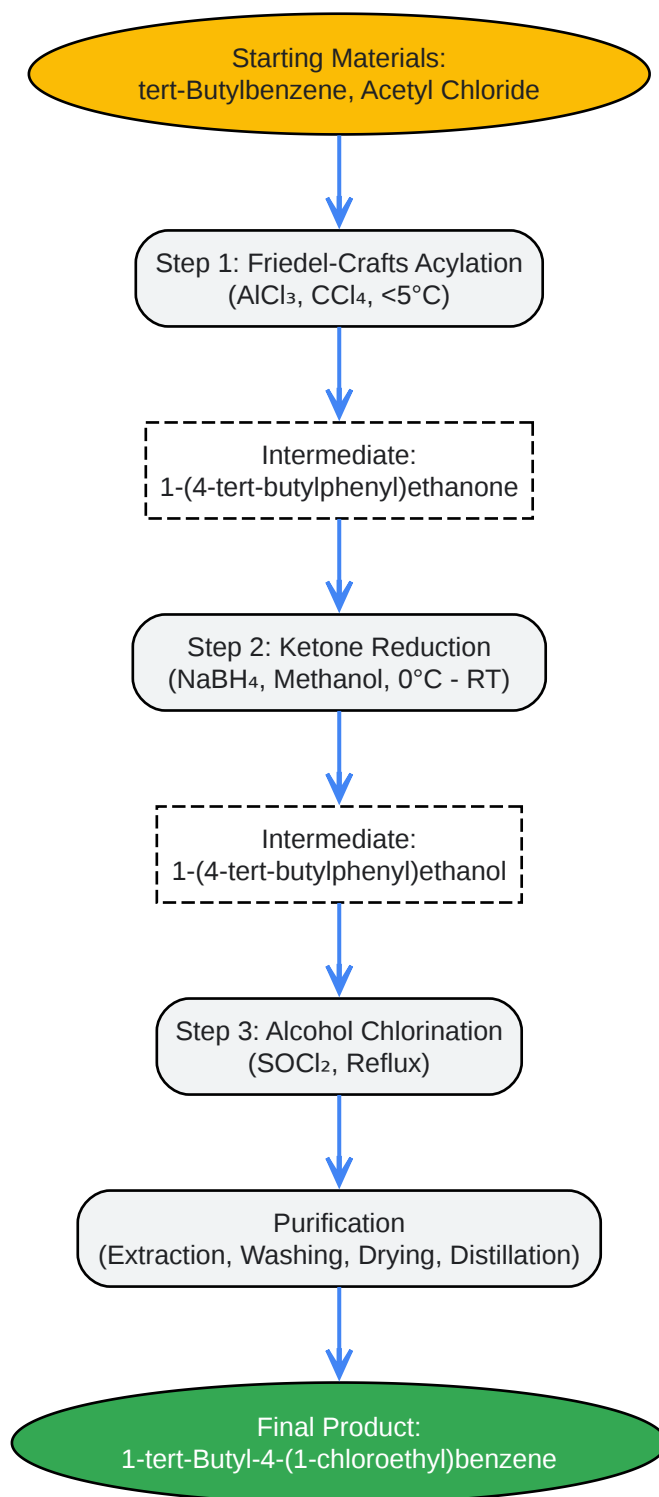 Starting Materials:
tert-Butylbenzene, Acetyl Chloride
Step 1: Friedel-Crafts Acylation
(AlCl₃, CCl₄, <5°C)
Intermediate:
1-(4-tert-butylphenyl)ethanone
Step 2: Ketone Reduction
(NaBH₄, Methanol, 0°C - RT)
Intermediate:
1-(4-tert-butylphenyl)ethanol
Step 3: Alcohol Chlorination
(SOCl₂, Reflux)
Purification
(Extraction, Washing, Drying, Distillation)
Final Product:
1-tert-Butyl-4-(1-chloroethyl)benzene